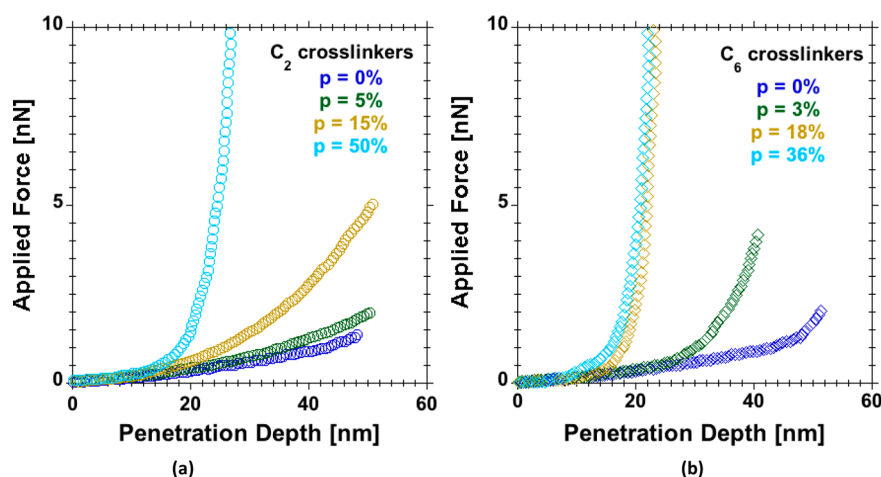 10
C2 crosslinkers
p = 0%
p = 5%
p = 15%
p = 50%
5
0
0
20
40
60
Applied Force [nN]
Penetration Depth [nm]
(a)
10
C6 crosslinkers
p = 0%
p = 3%
p = 18%
p = 36%
5
0
0
20
40
60
Applied Force [nN]
Penetration Depth [nm]
(b)